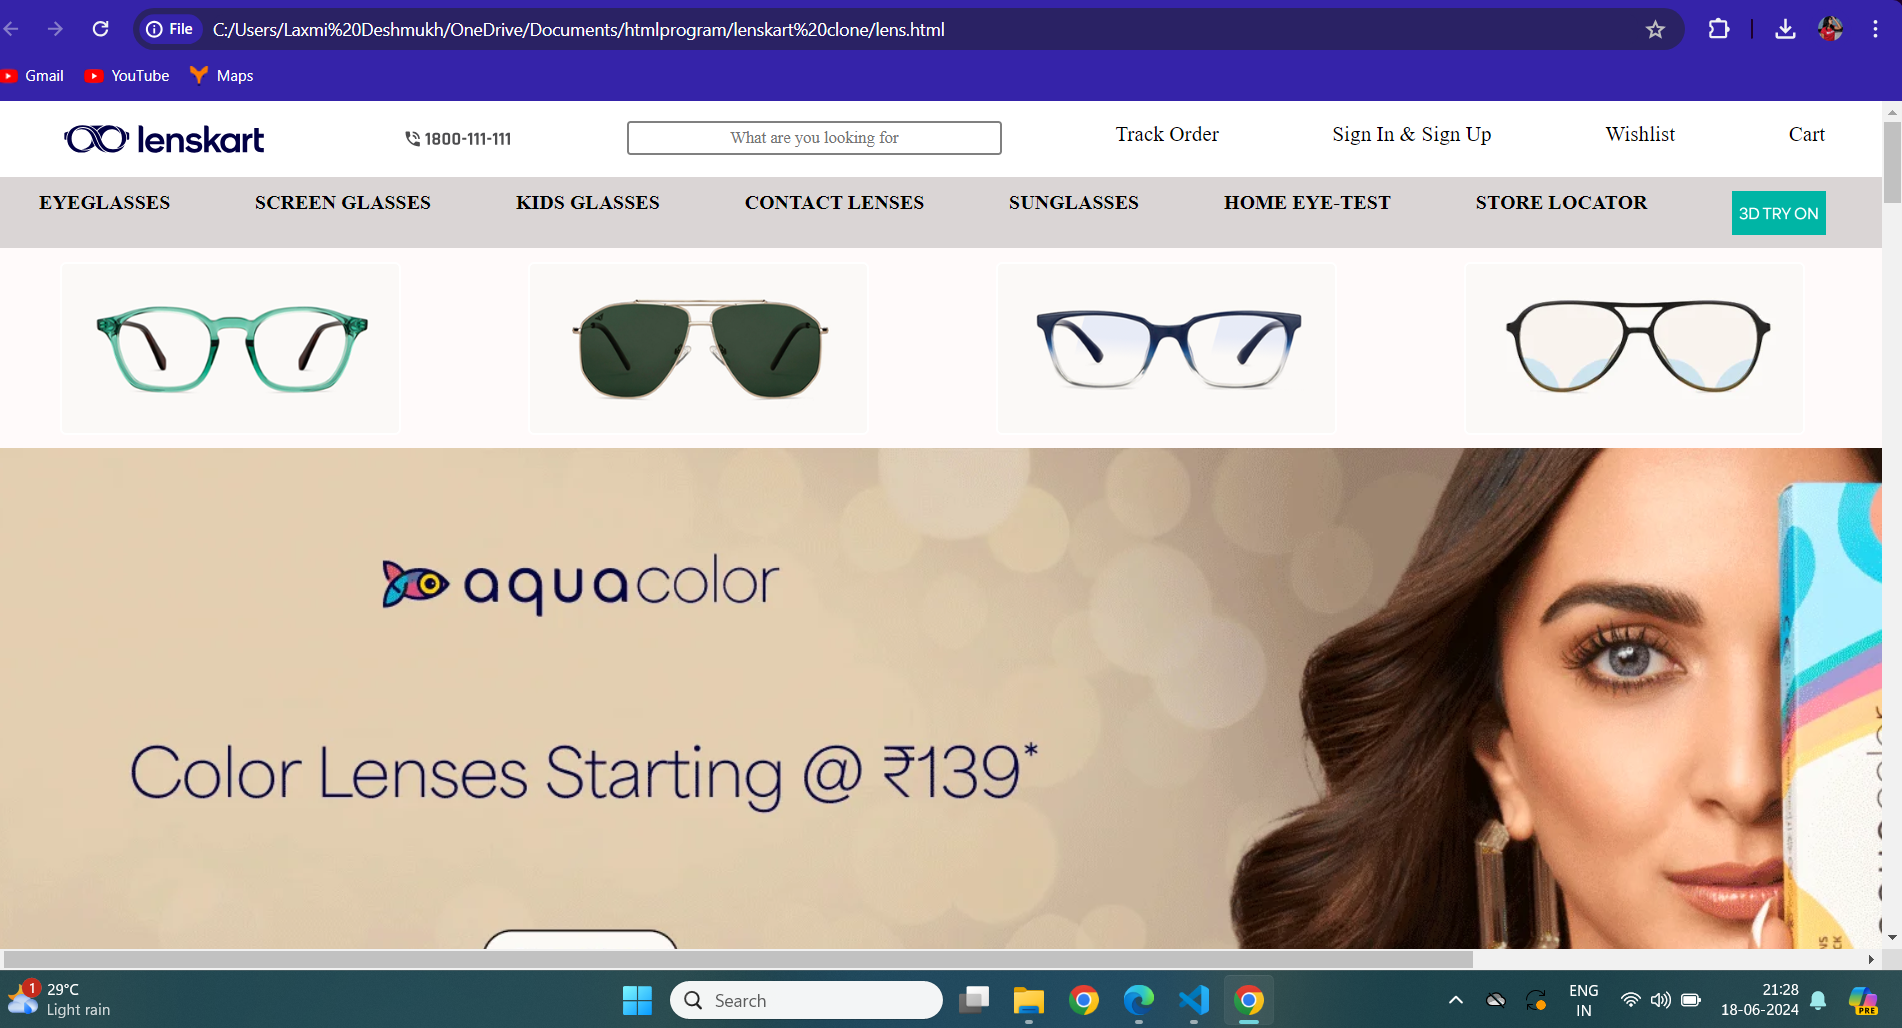 File C:/Users/Laxmi%20Deshmukh/OneDrive/Documents/htmlprogram/lenskart%20clone/lens.html
Gmail YouTube Maps
lenskart 1800-111-111 What are you looking for Track Order Sign In & Sign Up Wishlist Cart
EYEGLASSES SCREEN GLASSES KIDS GLASSES CONTACT LENSES SUNGLASSES HOME EYE-TEST STORE LOCATOR 3D TRY ON
aquacolor
Color Lenses Starting @ ₹139*
1 29°C
Light rain
Search
ENG
IN
21:28
18-06-2024
PRE